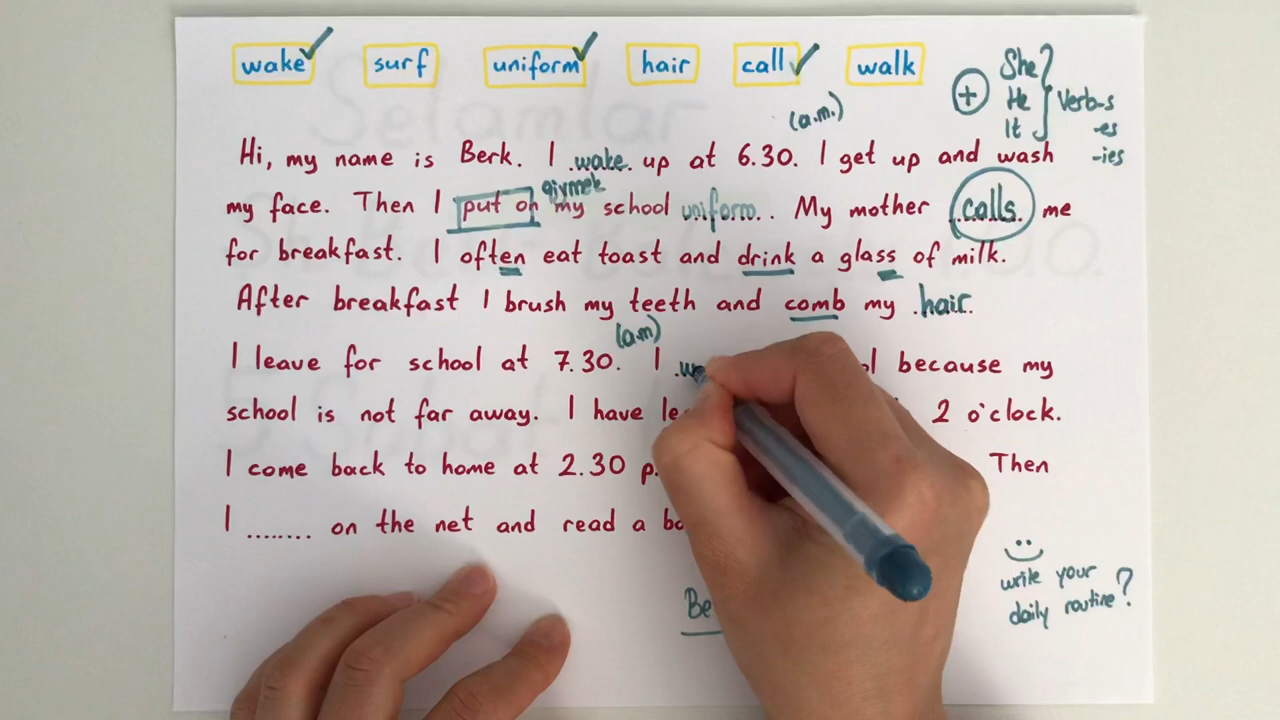 wake surf uniform hair call walk
+ She He It Verb-s -es -ies
(a.m.)
Hi, my name is Berk. I .wake. up at 6.30. I get up and wash
giymek
my face. Then I put on my school uniform.. My mother calls. me
for breakfast. I often eat toast and drink a glass of milk.
After breakfast I brush my teeth and comb my .hair.
(a.m)
I leave for school at 7.30. I because my
school is not far away. I have 2 o'clock.
I come back to home at 2.30 Then
I ........ on the net and read a
write your
daily routine?